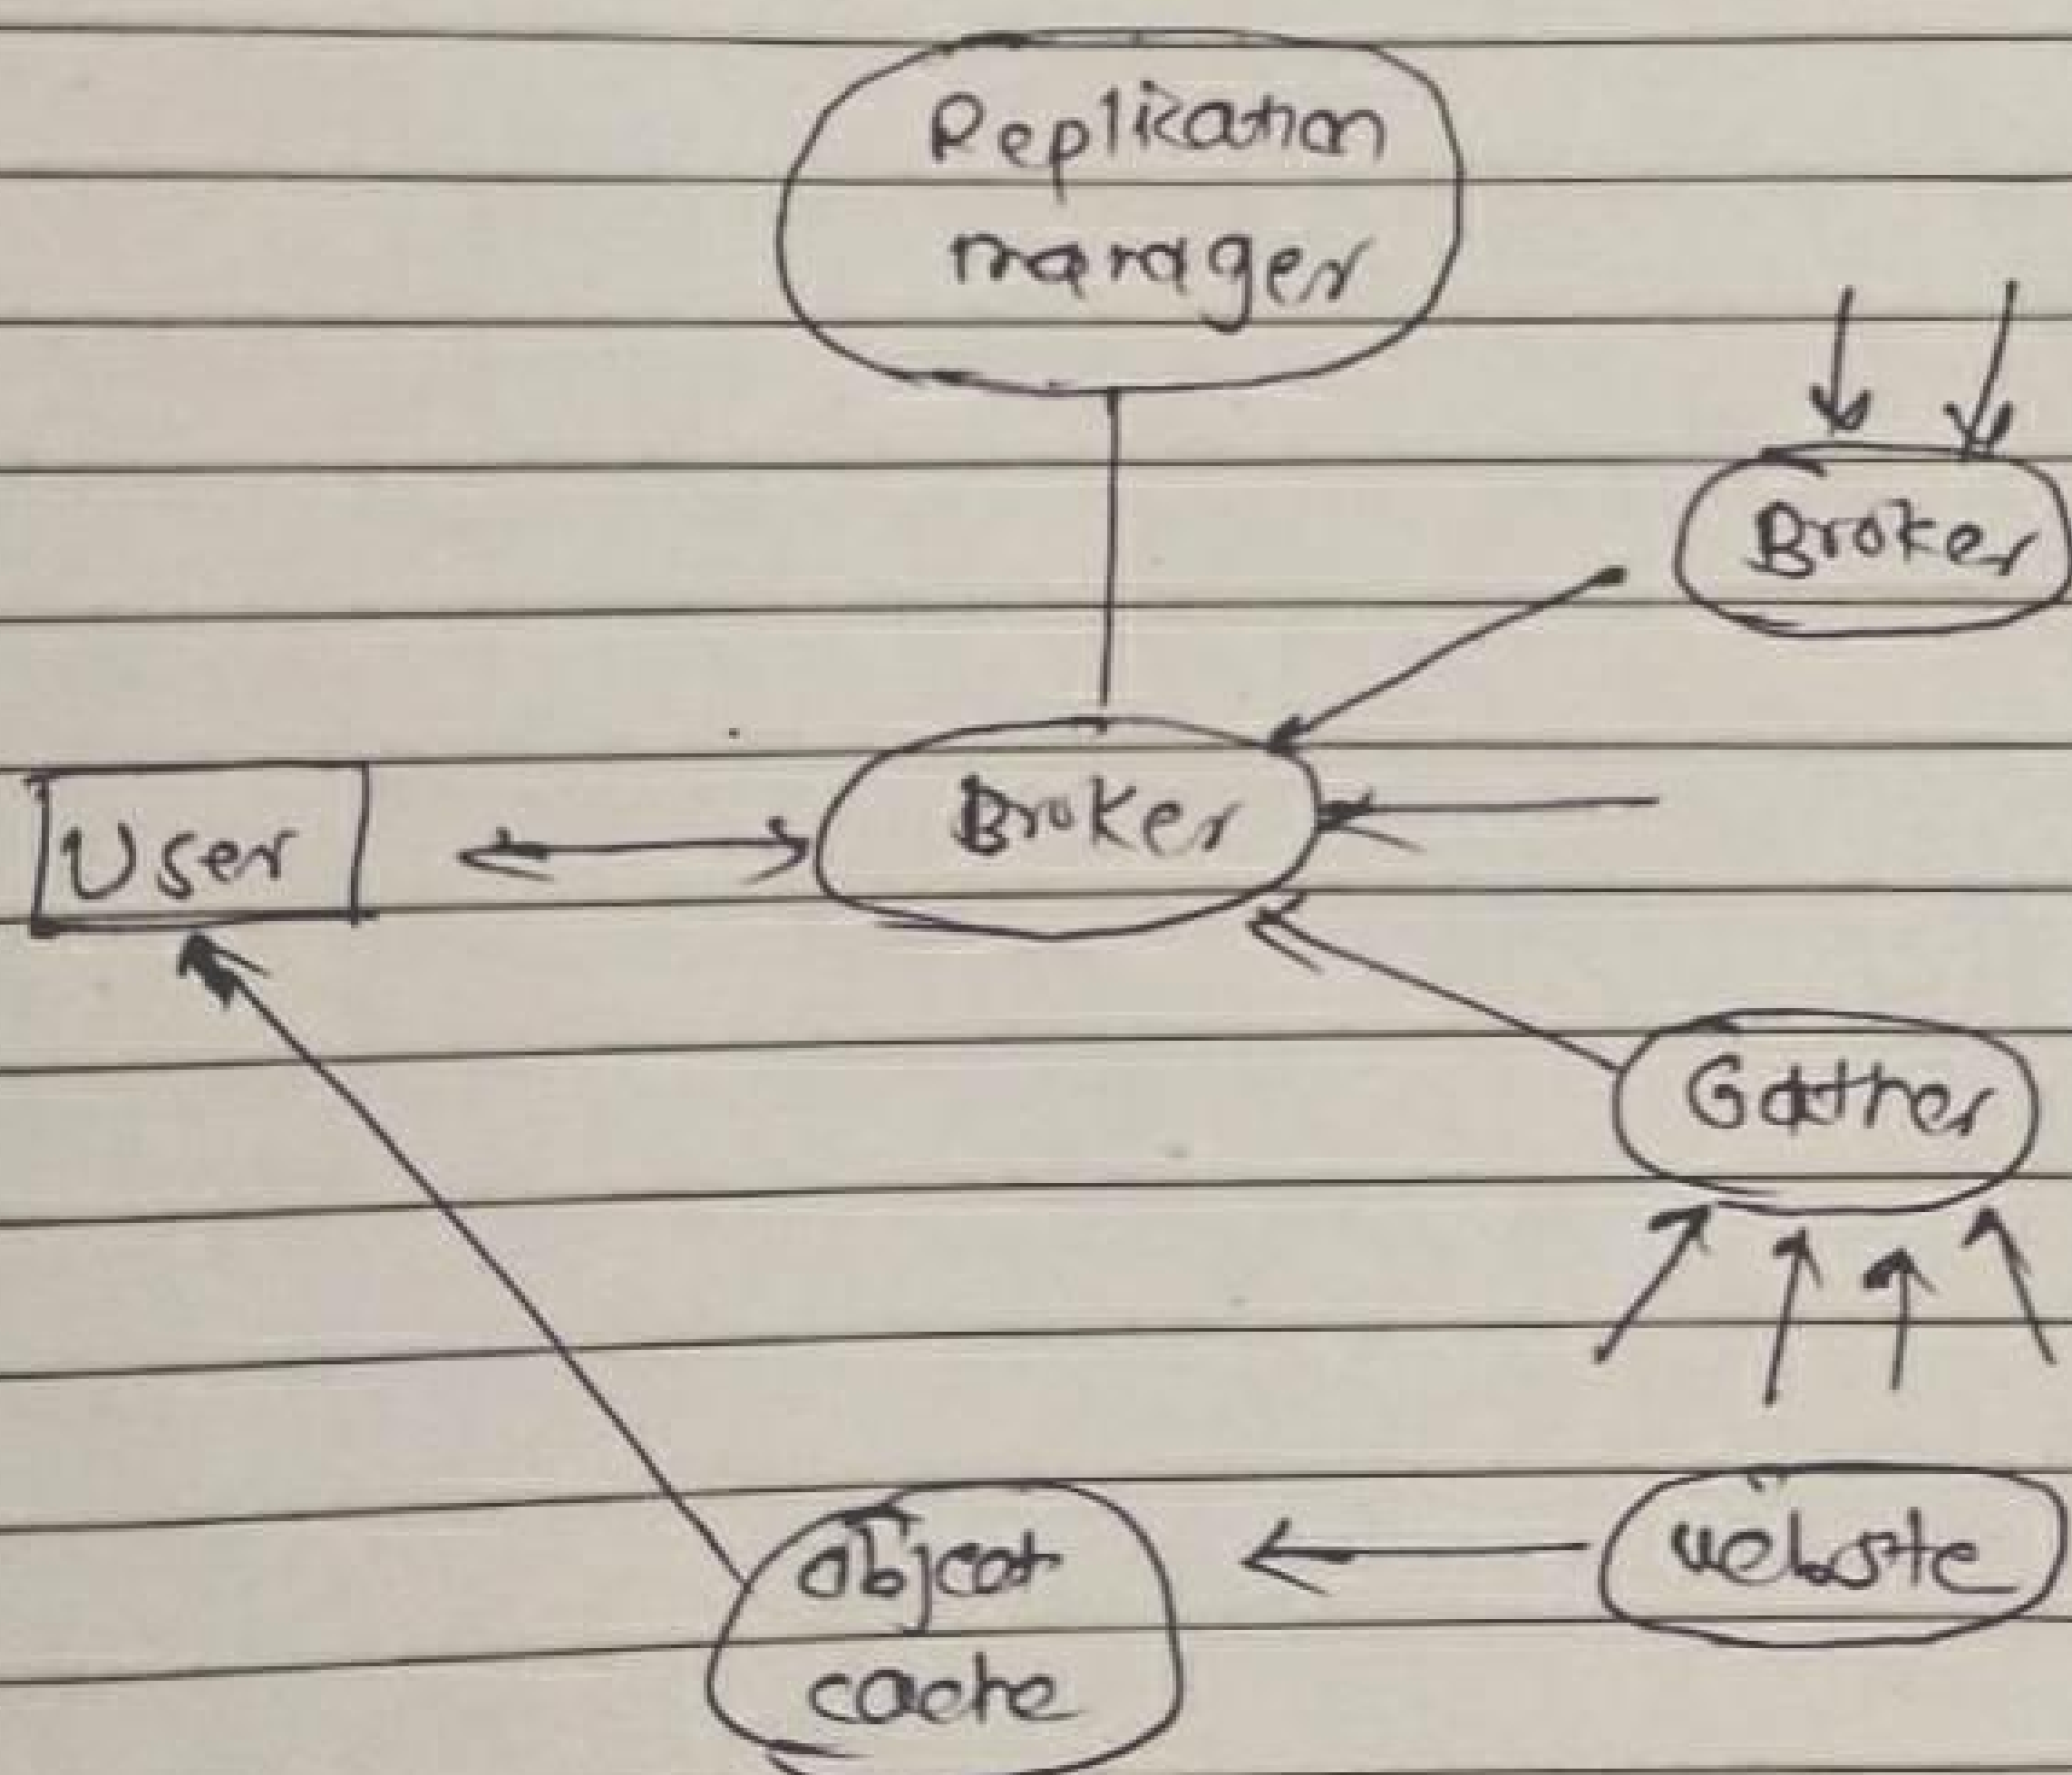 Replication
manager
Broker
User
Broker
Gather
object
cache
website